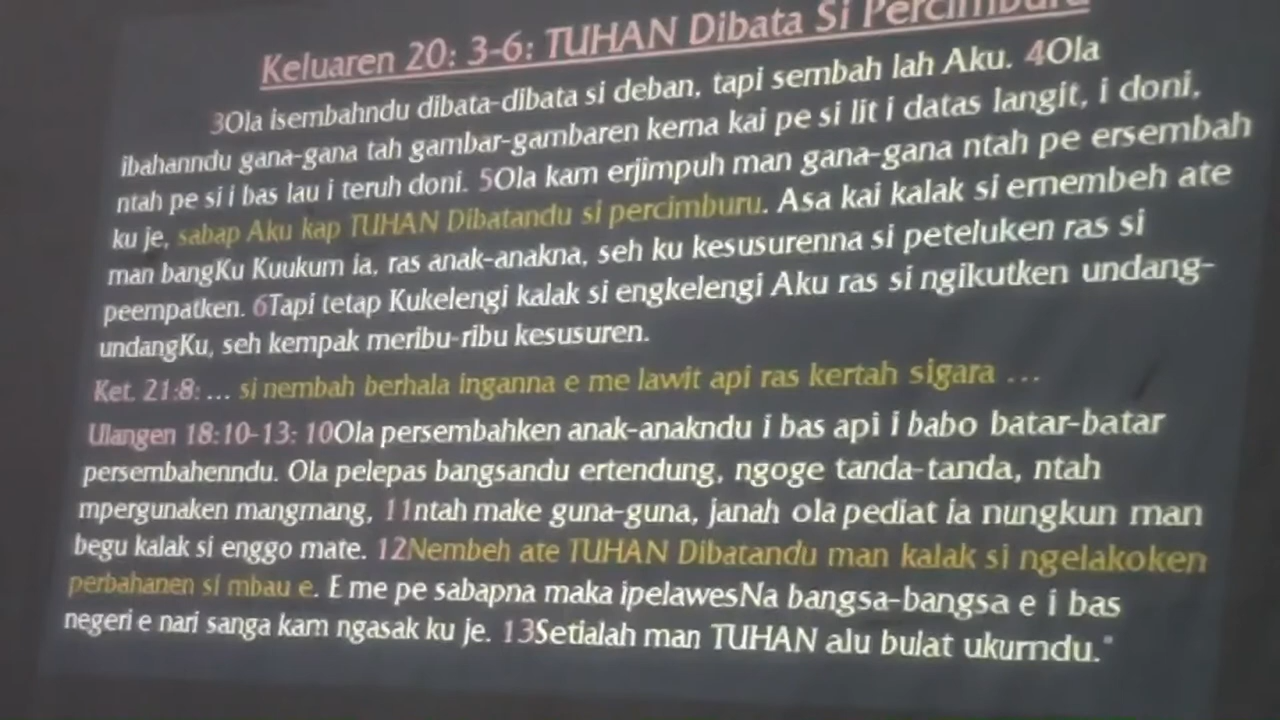 Keluaren 20: 3-6: TUHAN Dibata Si Percimburu
3Ola isembahndu dibata-dibata si deban, tapi sembah lah Aku. 4Ola
ibahanndu gana-gana tah gambar-gambaren kerna kai pe si lit i datas langit, i doni,
ntah pe si i bas lau i teruh doni. 5Ola kam erjimpuh man gana-gana ntah pe ersembah
ku je, sabap Aku kap TUHAN Dibatandu si percimburu. Asa kai kalak si ernembeh ate
man bangKu Kuukum ia, ras anak-anakna, seh ku kesusurenna si peteluken ras si
peempatken. 6Tapi tetap Kukelengi kalak si engkelengi Aku ras si ngikutken undang-
undangKu, seh kempak meribu-ribu kesusuren.
Ket. 21:8: ... si nembah berhala inganna e me lawit api ras kertah sigara ...
Ulangen 18:10-13: 10Ola persembahken anak-anakndu i bas api i babo batar-batar
persembahenndu. Ola pelepas bangsandu ertendung, ngoge tanda-tanda, ntah
mpergunaken mangmang, 11ntah make guna-guna, janah ola pediat ia nungkun man
begu kalak si enggo mate. 12Nembeh ate TUHAN Dibatandu man kalak si ngelakoken
perbahanen si mbau e. E me pe sabapna maka ipelawesNa bangsa-bangsa e i bas
negeri e nari sanga kam ngasak ku je. 13Setialah man TUHAN alu bulat ukurndu."